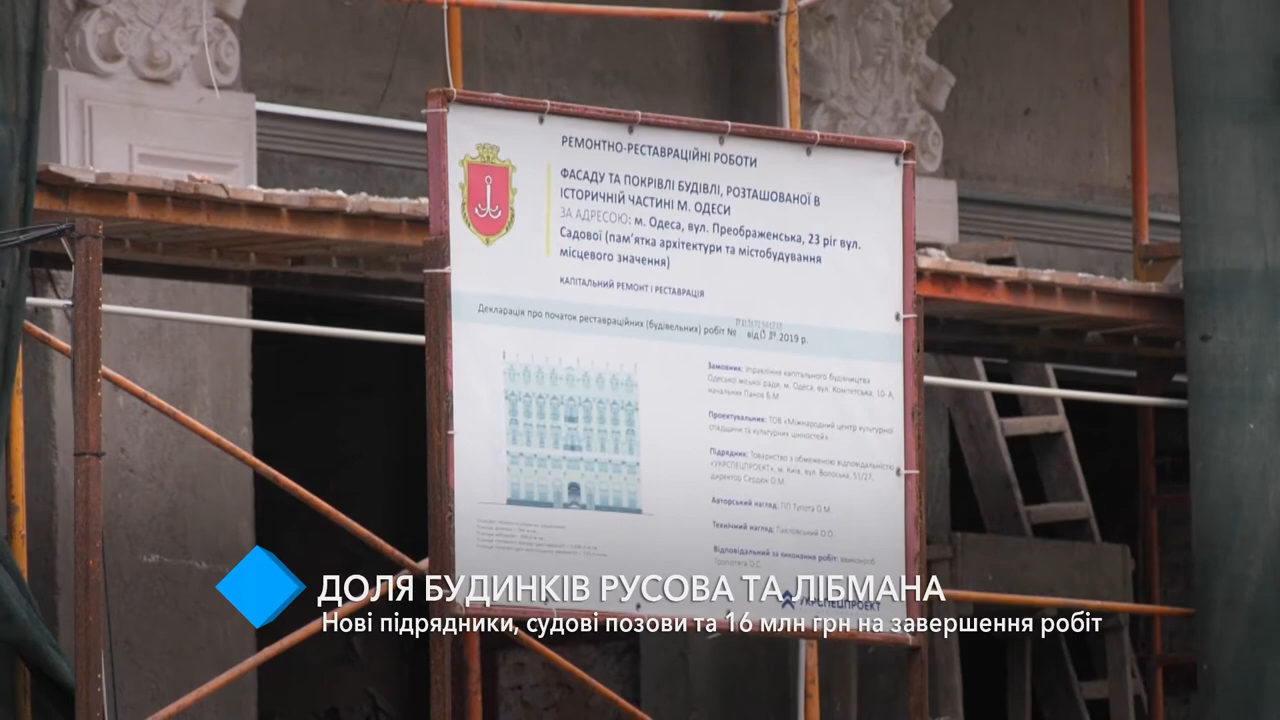 РЕМОНТНО-РЕСТАВРАЦІЙНІ РОБОТИ
ФАСАДУ ТА ПОКРІВЛІ БУДІВЛІ, РОЗТАШОВАНОЇ В
ІСТОРИЧНІЙ ЧАСТИНІ М. ОДЕСИ
ЗА АДРЕСОЮ: м. Одеса, вул. Преображенська, 23 ріг вул.
Садової (пам'ятка архітектури та містобудування
місцевого значення)
КАПІТАЛЬНИЙ РЕМОНТ І РЕСТАВРАЦІЯ
Декларація про початок реставраційних (будівельних) робіт №
від 2019 р.
Замовник: Управління капітального будівництва
Одеської міської ради, м. Одеса, вул. Комітетська, 10-А,
начальник Панов Б.М.
Проектувальник: ТОВ «Міжнародний центр культурної
спадщини та культурних цінностей»
Підрядник: Товариство з обмеженою відповідальністю
«УКРСПЕЦПРОЕКТ», м. Київ, вул. Волоська, 51/27,
директор Сердюк О.М.
Авторський нагляд: ГІП Тупота О.М.
Технічний нагляд: О.О.
Відповідальний за виконання робіт: виконроб
О.С.
УКРСПЕЦПРОЕКТ
ДОЛЯ БУДИНКІВ РУСОВА ТА ЛІБМАНА
Нові підрядники, судові позови та 16 млн грн на завершення робіт